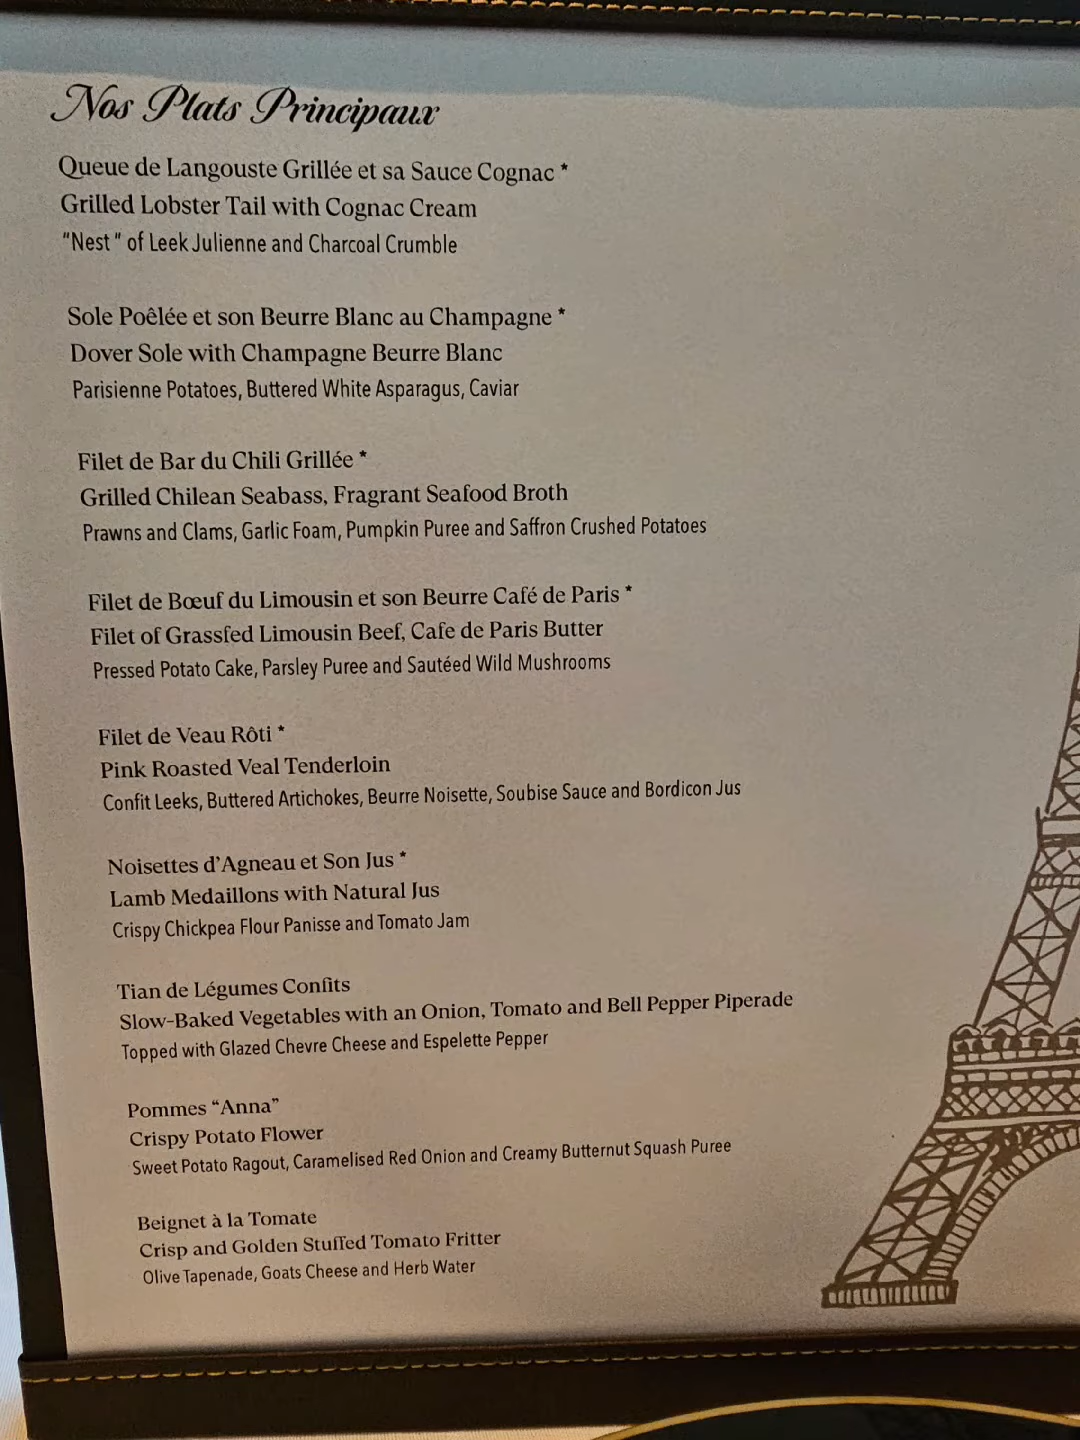 Nos Plats Principaux
Queue de Langouste Grillée et sa Sauce Cognac *
Grilled Lobster Tail with Cognac Cream
"Nest" of Leek Julienne and Charcoal Crumble
Sole Poêlée et son Beurre Blanc au Champagne *
Dover Sole with Champagne Beurre Blanc
Parisienne Potatoes, Buttered White Asparagus, Caviar
Filet de Bar du Chili Grillée *
Grilled Chilean Seabass, Fragrant Seafood Broth
Prawns and Clams, Garlic Foam, Pumpkin Puree and Saffron Crushed Potatoes
Filet de Bœuf du Limousin et son Beurre Café de Paris *
Filet of Grassfed Limousin Beef, Cafe de Paris Butter
Pressed Potato Cake, Parsley Puree and Sautéed Wild Mushrooms
Filet de Veau Rôti *
Pink Roasted Veal Tenderloin
Confit Leeks, Buttered Artichokes, Beurre Noisette, Soubise Sauce and Bordicon Jus
Noisettes d'Agneau et Son Jus *
Lamb Medaillons with Natural Jus
Crispy Chickpea Flour Panisse and Tomato Jam
Tian de Légumes Confits
Slow-Baked Vegetables with an Onion, Tomato and Bell Pepper Piperade
Topped with Glazed Chevre Cheese and Espelette Pepper
Pommes "Anna"
Crispy Potato Flower
Sweet Potato Ragout, Caramelised Red Onion and Creamy Butternut Squash Puree
Beignet à la Tomate
Crisp and Golden Stuffed Tomato Fritter
Olive Tapenade, Goats Cheese and Herb Water